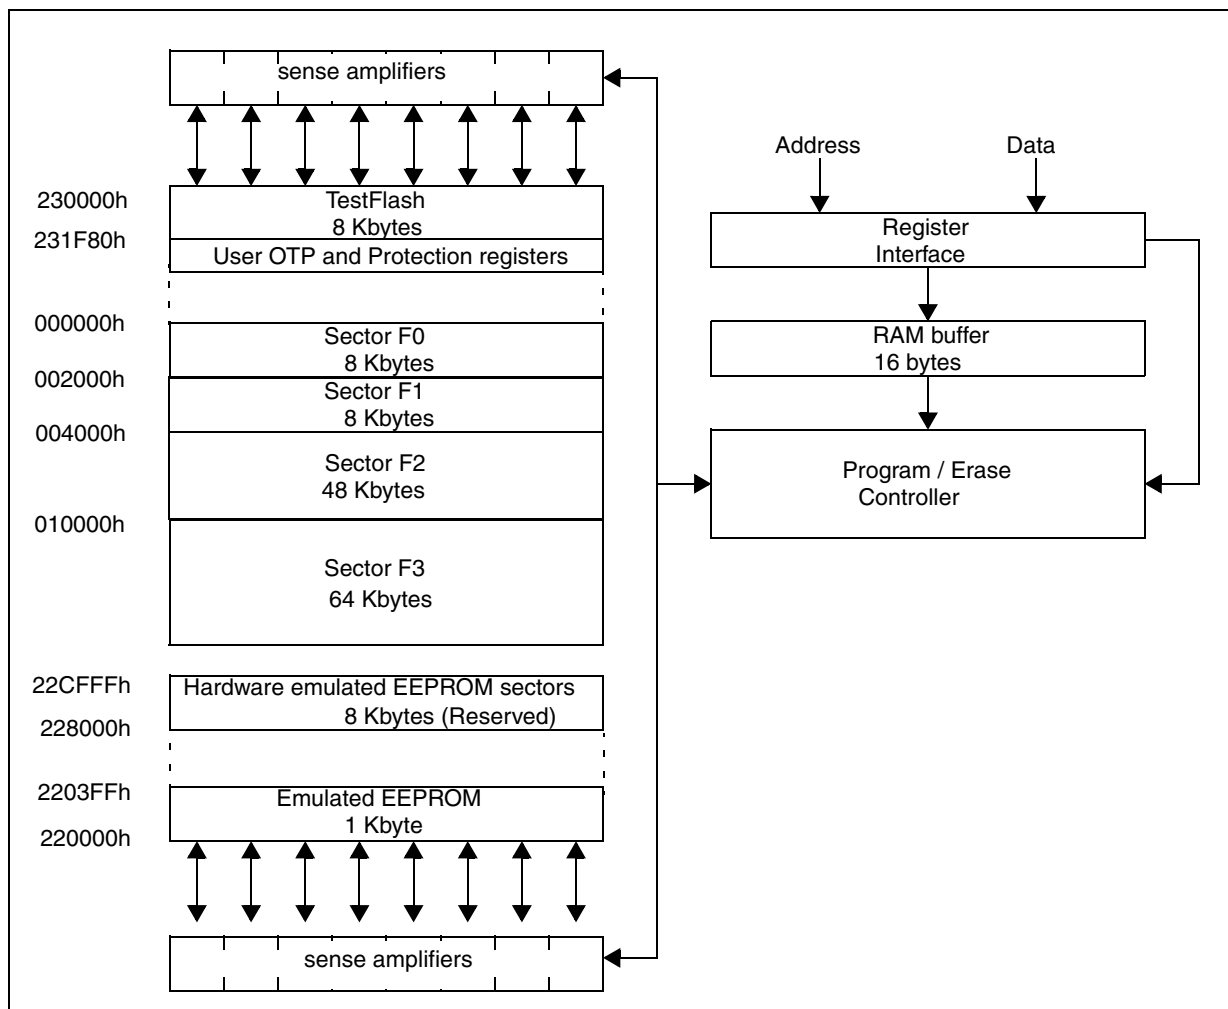 sense amplifiers
230000h
TestFlash
8 Kbytes
231F80h
User OTP and Protection registers
000000h
Sector F0
8 Kbytes
002000h
Sector F1
8 Kbytes
004000h
Sector F2
48 Kbytes
010000h
Sector F3
64 Kbytes
22CFFFh
Hardware emulated EEPROM sectors
8 Kbytes (Reserved)
228000h
2203FFh
Emulated EEPROM
1 Kbyte
220000h
sense amplifiers
Address
Data
Register
Interface
RAM buffer
16 bytes
Program / Erase
Controller